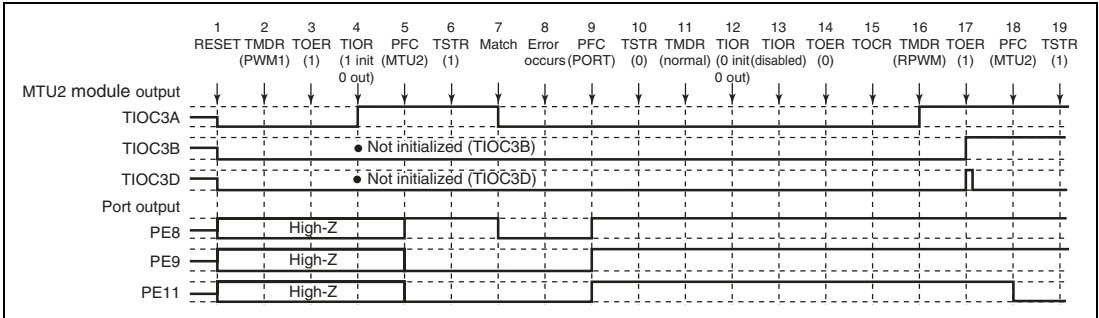 1 2 3 4 5 6 7 8 9 10 11 12 13 14 15 16 17 18 19
RESET TMDR TOER TIOR PFC TSTR Match Error PFC TSTR TMDR TIOR TIOR TOER TOCR TMDR TOER PFC TSTR
(PWM1) (1) (1 init (MTU2) (1) occurs (PORT) (0) (normal) (0 init (disabled) (0) (RPWM) (1) (MTU2) (1)
0 out) 0 out)
MTU2 module output
TIOC3A
TIOC3B • Not initialized (TIOC3B)
TIOC3D • Not initialized (TIOC3D)
Port output
PE8 High-Z
PE9 High-Z
PE11 High-Z